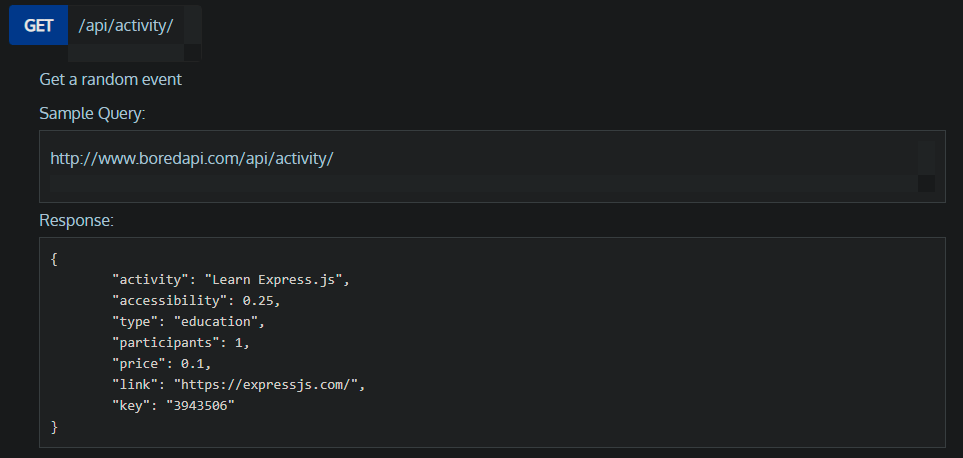 GET /api/activity/
Get a random event
Sample Query:
http://www.boredapi.com/api/activity/
Response:
{
"activity": "Learn Express.js",
"accessibility": 0.25,
"type": "education",
"participants": 1,
"price": 0.1,
"link": "https://expressjs.com/",
"key": "3943506"
}